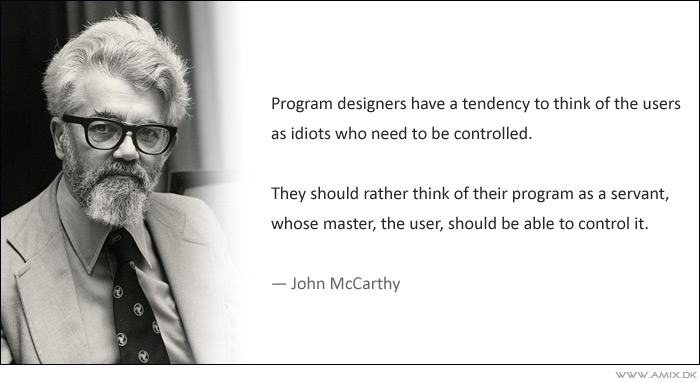 Program designers have a tendency to think of the users
as idiots who need to be controlled.
They should rather think of their program as a servant,
whose master, the user, should be able to control it.
— John McCarthy
WWW.AMIX.DK